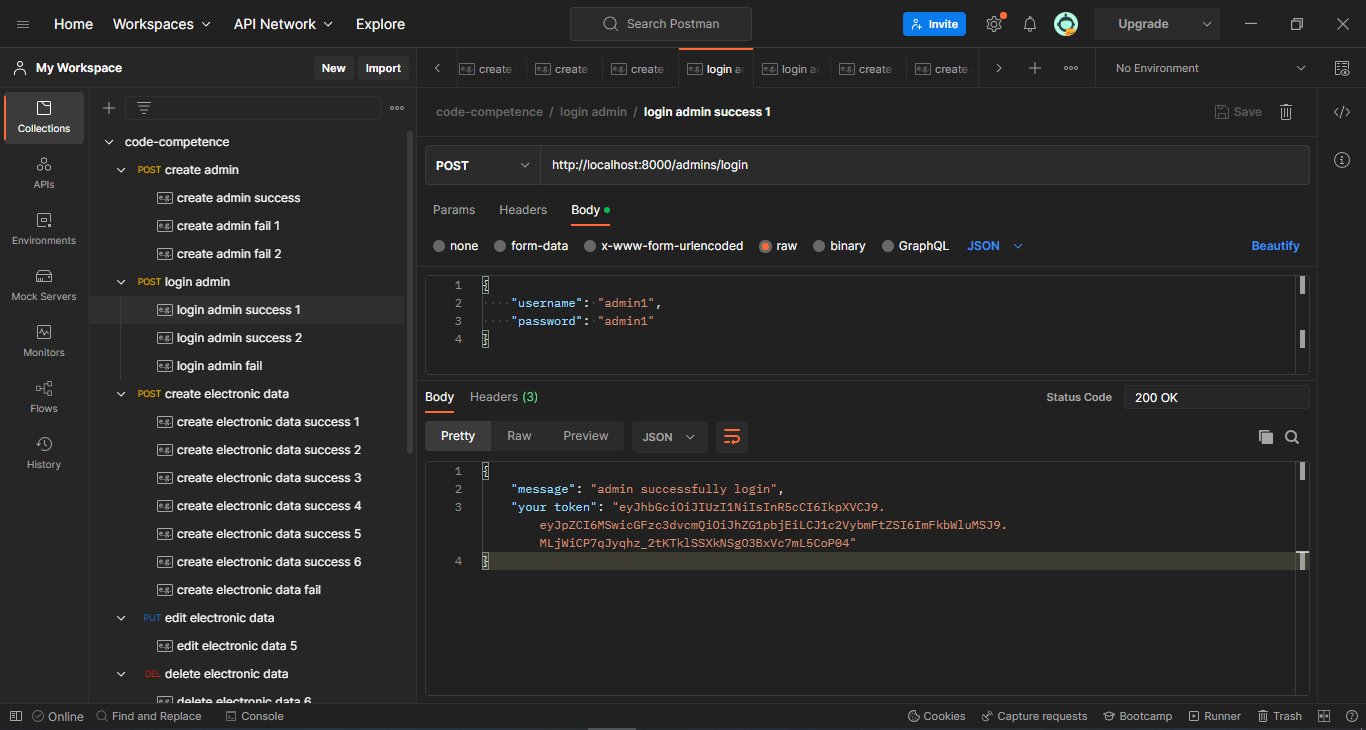 Home Workspaces API Network Explore Search Postman Invite Upgrade
My Workspace New Import
create create create login a login ac create create No Environment
Collections
APIs
Environments
Mock Servers
Monitors
Flows
History
code-competence
POST create admin
e.g. create admin success
e.g. create admin fail 1
e.g. create admin fail 2
POST login admin
e.g. login admin success 1
e.g. login admin success 2
e.g. login admin fail
POST create electronic data
e.g. create electronic data success 1
e.g. create electronic data success 2
e.g. create electronic data success 3
e.g. create electronic data success 4
e.g. create electronic data success 5
e.g. create electronic data success 6
e.g. create electronic data fail
PUT edit electronic data
e.g. edit electronic data 5
DEL delete electronic data
e.g. delete electronic data 6
code-competence / login admin / login admin success 1 Save
POST http://localhost:8000/admins/login
Params Headers Body
none form-data x-www-form-urlencoded raw binary GraphQL JSON Beautify
1 {
2 "username": "admin1",
3 "password": "admin1"
4 }
Body Headers (3) Status Code 200 OK
Pretty Raw Preview JSON
1 {
2 "message": "admin successfully login",
3 "your token": "eyJhbGciOiJIUzI1NiIsInR5cCI6IkpXVCJ9.
eyJpZCI6MSwicGFzc3dvcmQiOiJhZG1pbjEiLCJ1c2VybmFtZSI6ImFkbWluMSJ9.
MLjWiCP7qJyqhz_2tKTklSSXkNSgO3BxVc7mL5CoP04"
4 }
Online Find and Replace Console Cookies Capture requests Bootcamp Runner Trash